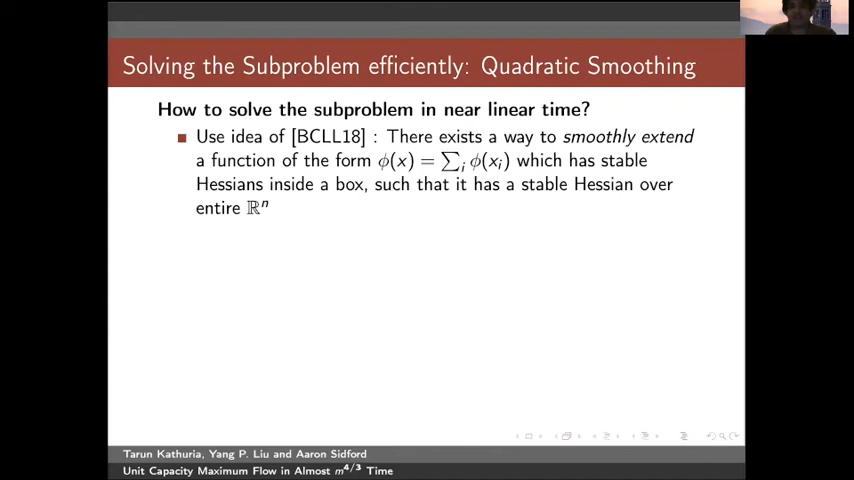 Solving the Subproblem efficiently: Quadratic Smoothing
How to solve the subproblem in near linear time?
Use idea of [BCLL18] : There exists a way to smoothly extend
a function of the form ϕ(x) = ∑ᵢ ϕ(xᵢ) which has stable
Hessians inside a box, such that it has a stable Hessian over
entire ℝⁿ
Tarun Kathuria, Yang P. Liu and Aaron Sidford
Unit Capacity Maximum Flow in Almost m^{4/3} Time